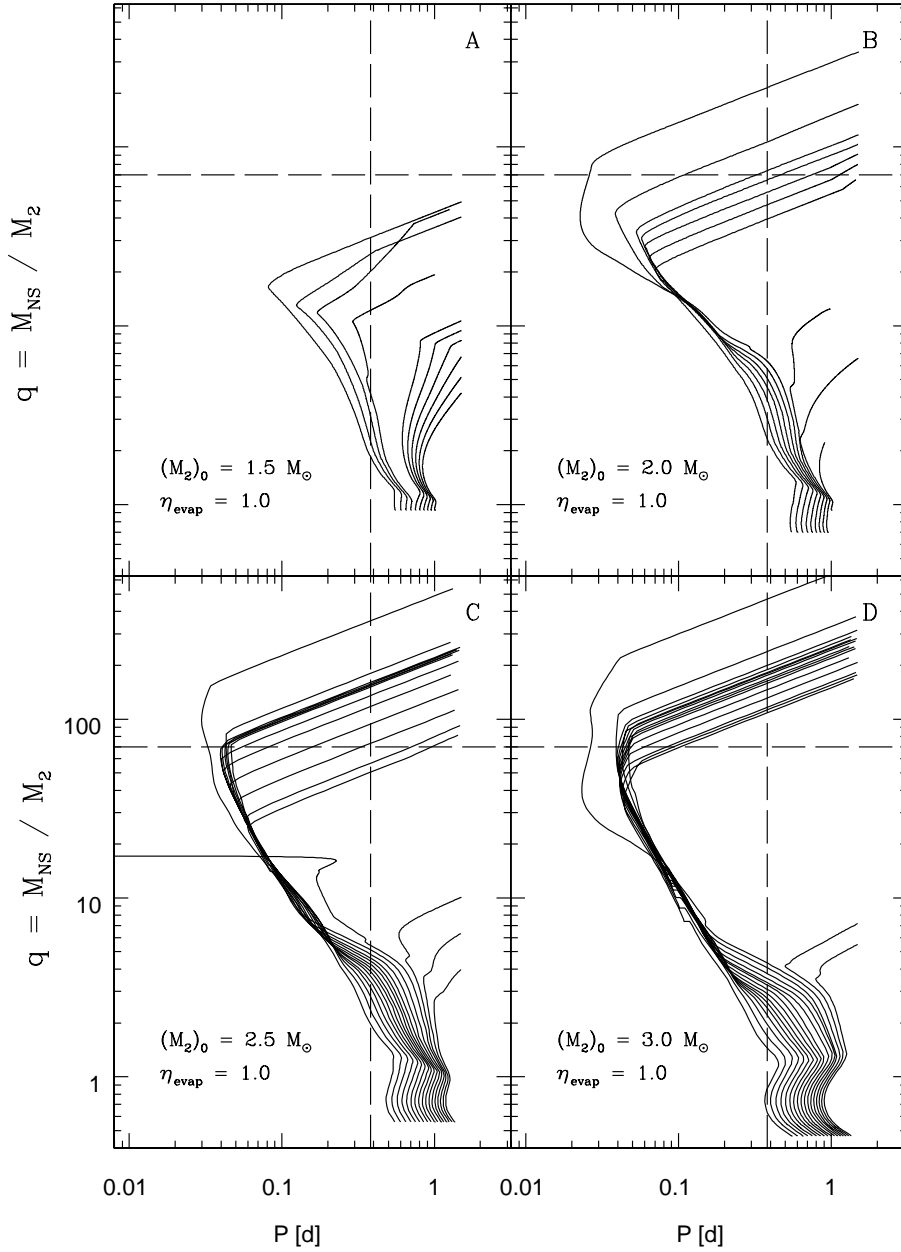 A
B
q = M_NS / M_2
(M_2)_0 = 1.5 M_⊙
η_evap = 1.0
(M_2)_0 = 2.0 M_⊙
η_evap = 1.0
C
D
100
10
1
q = M_NS / M_2
(M_2)_0 = 2.5 M_⊙
η_evap = 1.0
(M_2)_0 = 3.0 M_⊙
η_evap = 1.0
0.01 0.1 1 0.01 0.1 1
P [d] P [d]